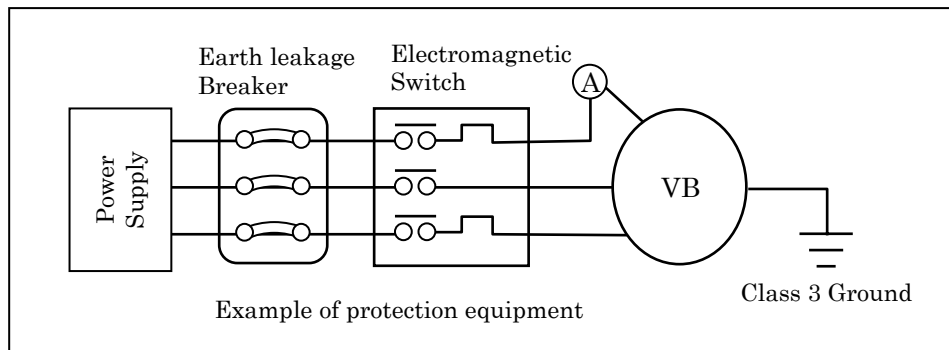 Earth leakage
Breaker
Electromagnetic
Switch
A
Power
Supply
VB
Class 3 Ground
Example of protection equipment